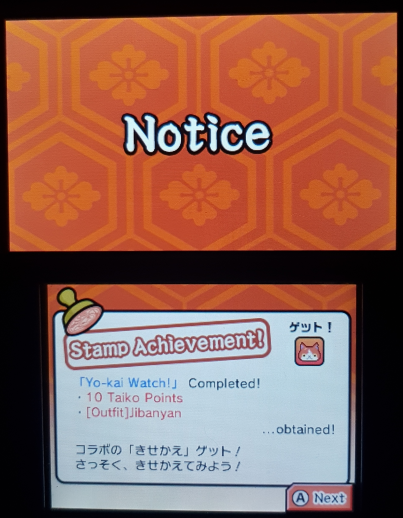 Notice
Stamp Achievement!
ゲット！
「Yo-kai Watch!」 Completed!
・10 Taiko Points
・[Outfit]Jibanyan
...obtained!
コラボの「きせかえ」ゲット！
さっそく、きせかえてみよう！
A Next